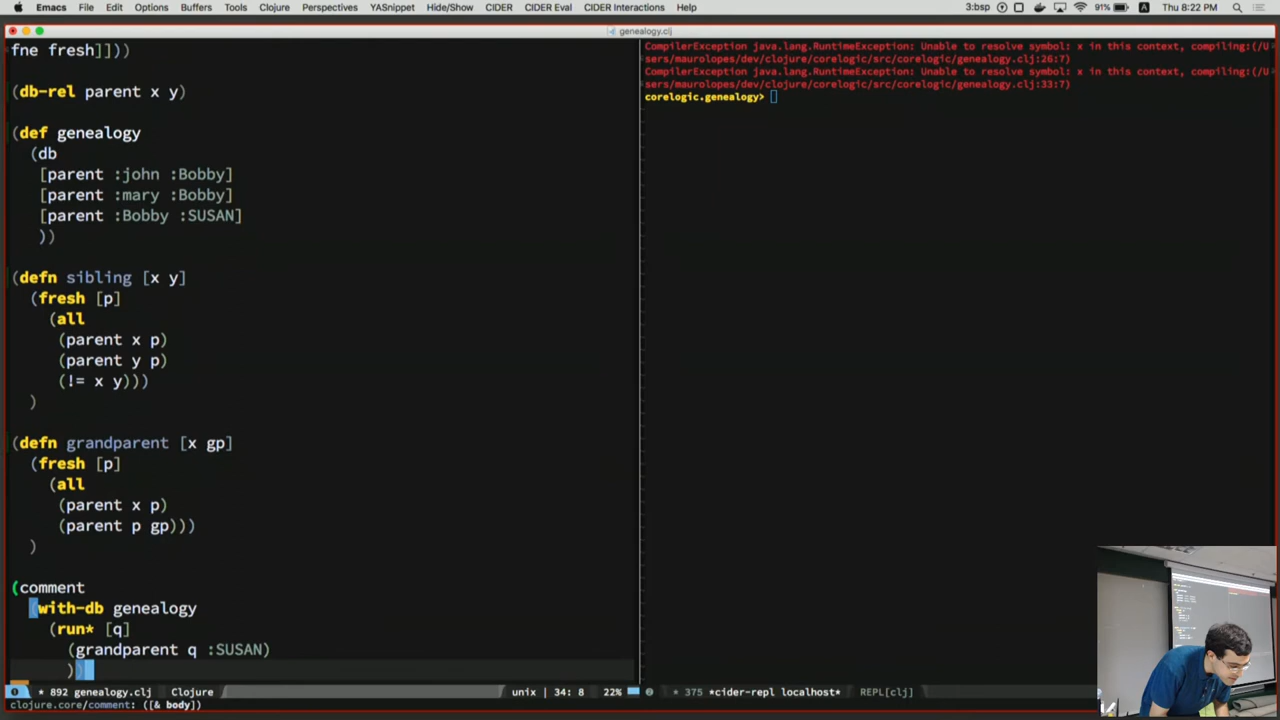 Emacs File Edit Options Buffers Tools Clojure Perspectives YASnippet Hide/Show CIDER CIDER Eval CIDER Interactions Help 3:bsp 91% A Thu 8:22 PM
genealogy.clj
fne fresh]]))
(db-rel parent x y)
(def genealogy
(db
[parent :john :Bobby]
[parent :mary :Bobby]
[parent :Bobby :SUSAN]
))
(defn sibling [x y]
(fresh [p]
(all
(parent x p)
(parent y p)
(!= x y)))
)
(defn grandparent [x gp]
(fresh [p]
(all
(parent x p)
(parent p gp)))
)
(comment
(with-db genealogy
(run* [q]
(grandparent q :SUSAN)
))
* 892 genealogy.clj Clojure unix | 34: 8 22%
clojure.core/comment: ([& body])
CompilerException java.lang.RuntimeException: Unable to resolve symbol: x in this context, compiling:(/U
sers/maurolopes/dev/clojure/corelogic/src/corelogic/genealogy.clj:26:7)
CompilerException java.lang.RuntimeException: Unable to resolve symbol: x in this context, compiling:(/U
sers/maurolopes/dev/clojure/corelogic/src/corelogic/genealogy.clj:33:7)
corelogic.genealogy>
* 375 *cider-repl localhost* REPL[clj]